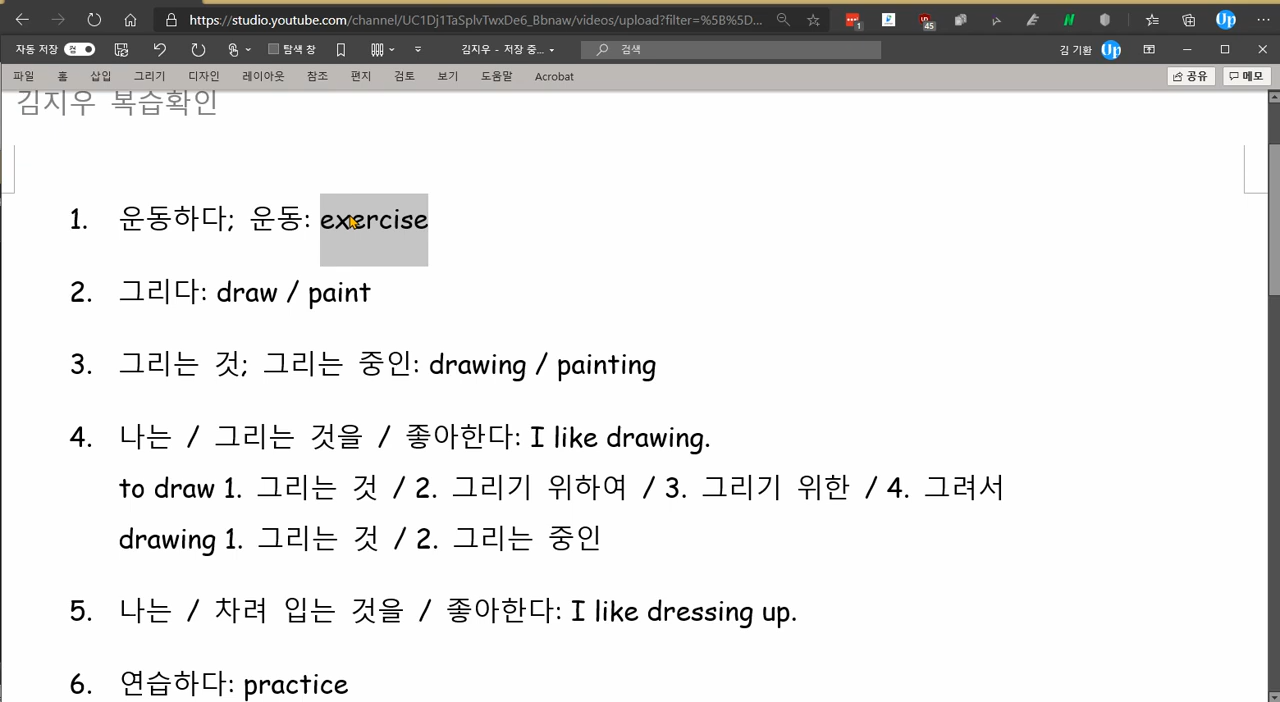 https://studio.youtube.com/channel/UC1Dj1TaSplvTwxDe6_Bbnaw/videos/upload?filter=%5B%5D...
1
45
Up
자동 저장 켬 탐색 창 김지우 - 저장 중... 검색 김 기환 Up
파일 홈 삽입 그리기 디자인 레이아웃 참조 편지 검토 보기 도움말 Acrobat 공유 메모
김지우 복습확인
1. 운동하다; 운동: exercise
2. 그리다: draw / paint
3. 그리는 것; 그리는 중인: drawing / painting
4. 나는 / 그리는 것을 / 좋아한다: I like drawing.
to draw 1. 그리는 것 / 2. 그리기 위하여 / 3. 그리기 위한 / 4. 그려서
drawing 1. 그리는 것 / 2. 그리는 중인
5. 나는 / 차려 입는 것을 / 좋아한다: I like dressing up.
6. 연습하다: practice